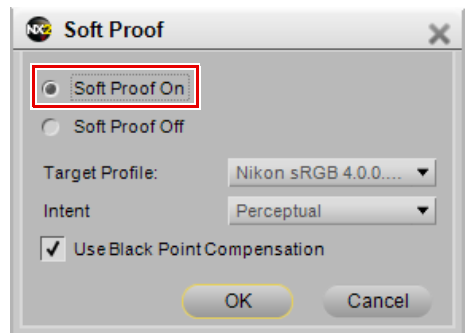 NX2 Soft Proof
Soft Proof On
Soft Proof Off
Target Profile: Nikon sRGB 4.0.0....
Intent Perceptual
Use Black Point Compensation
OK Cancel